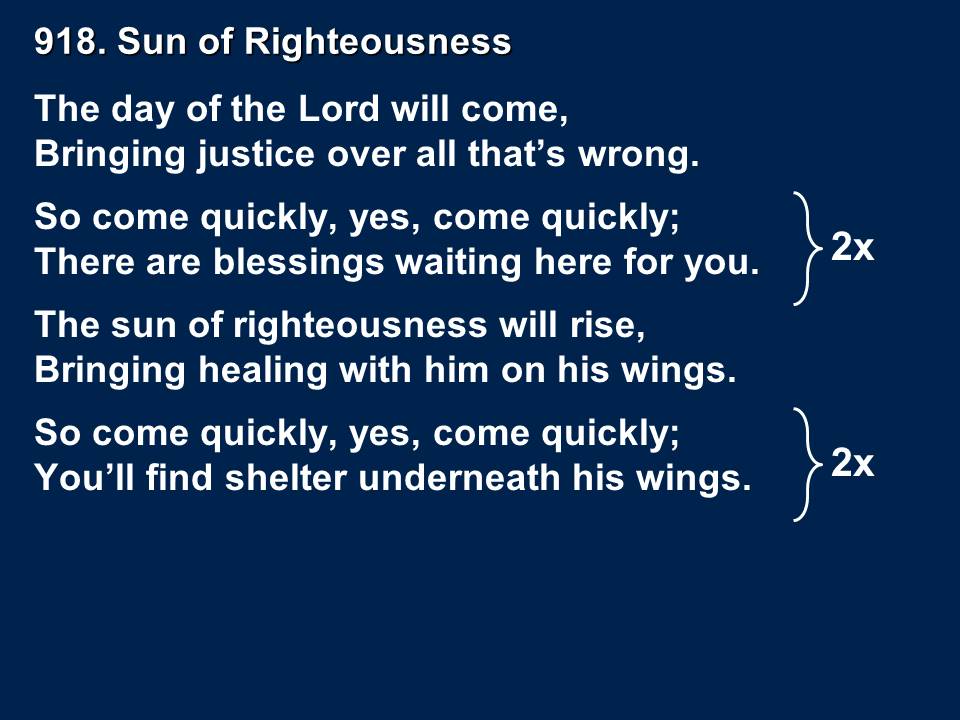 918. Sun of Righteousness
The day of the Lord will come,
Bringing justice over all that’s wrong.
So come quickly, yes, come quickly;
There are blessings waiting here for you.
2x
The sun of righteousness will rise,
Bringing healing with him on his wings.
So come quickly, yes, come quickly;
You’ll find shelter underneath his wings.
2x